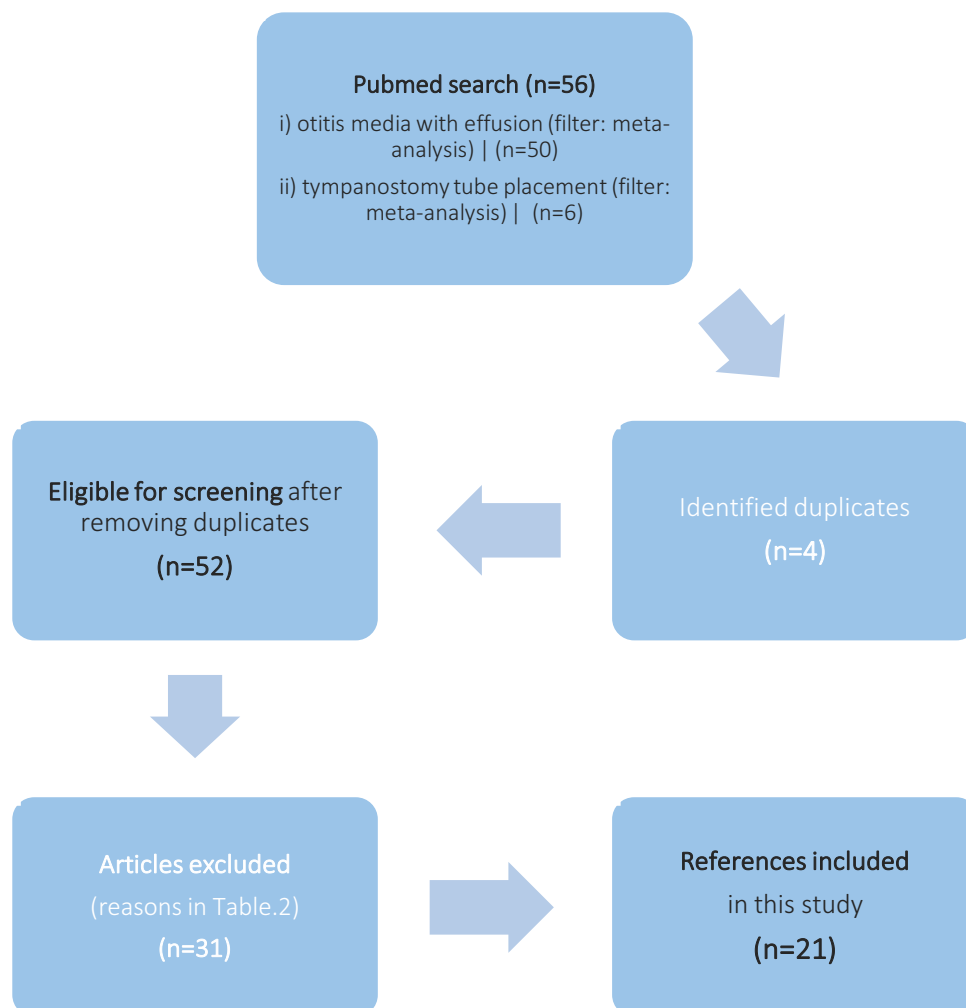 Pubmed search (n=56)
i) otitis media with effusion (filter: meta-
analysis) | (n=50)
ii) tympanostomy tube placement (filter:
meta-analysis) | (n=6)
Identified duplicates
(n=4)
Eligible for screening after
removing duplicates
(n=52)
Articles excluded
(reasons in Table.2)
(n=31)
References included
in this study
(n=21)